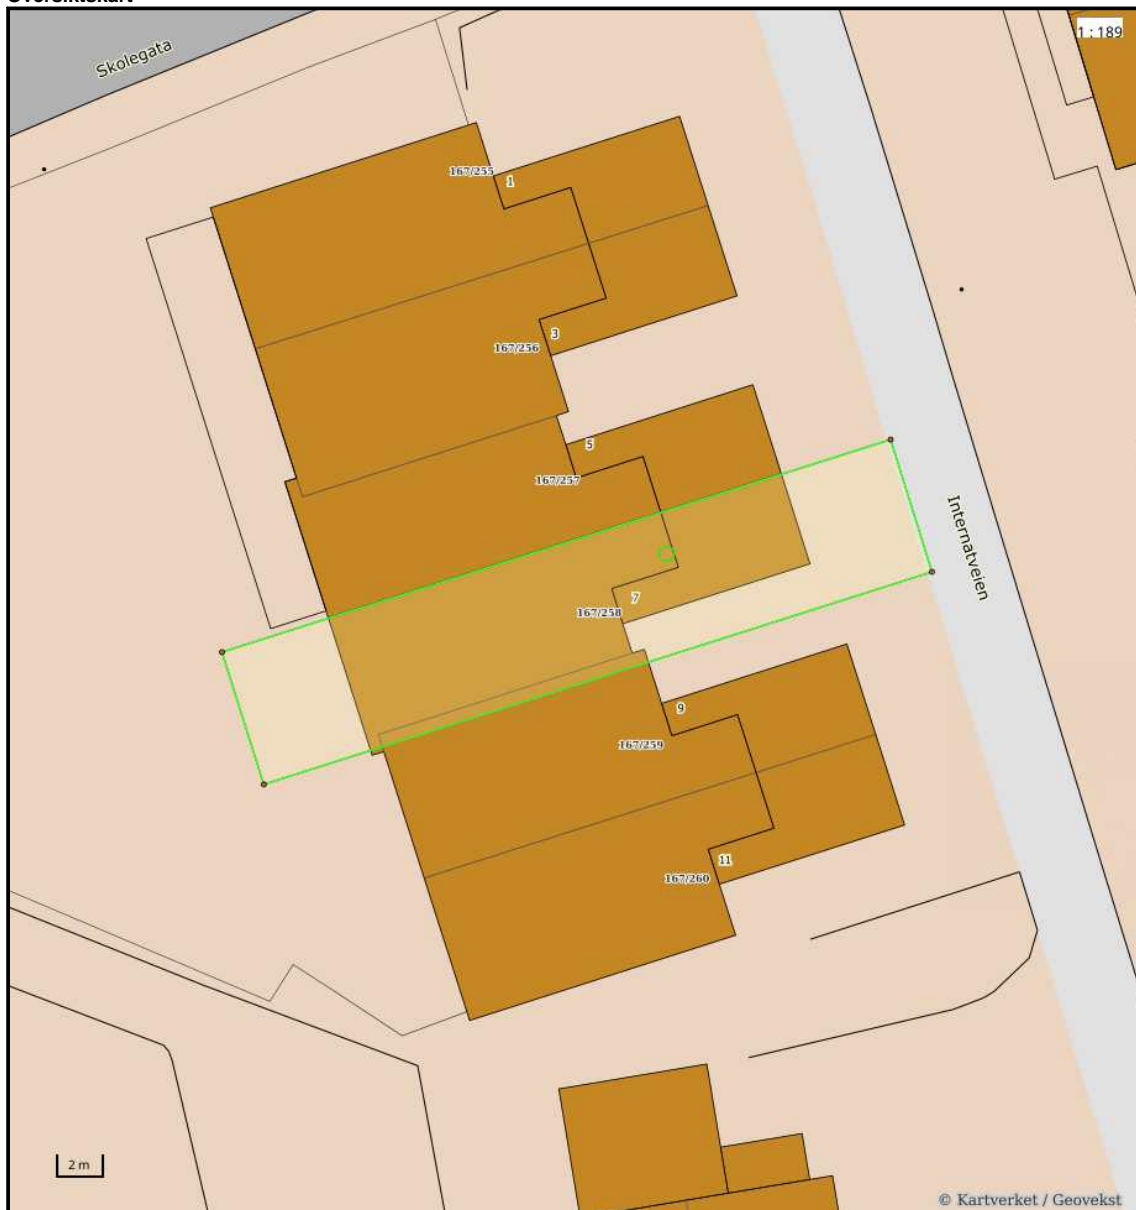 Oversiktskart
1 : 189
Skolegata
167/255
1
3
167/256
5
167/257
Internatveien
7
167/258
9
167/259
11
167/260
2 m
© Kartverket / Geovekst